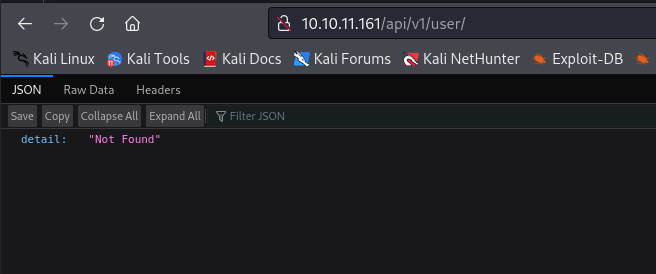 10.10.11.161/api/v1/user/
Kali Linux Kali Tools Kali Docs Kali Forums Kali NetHunter Exploit-DB
JSON Raw Data Headers
Save Copy Collapse All Expand All Filter JSON
detail: "Not Found"